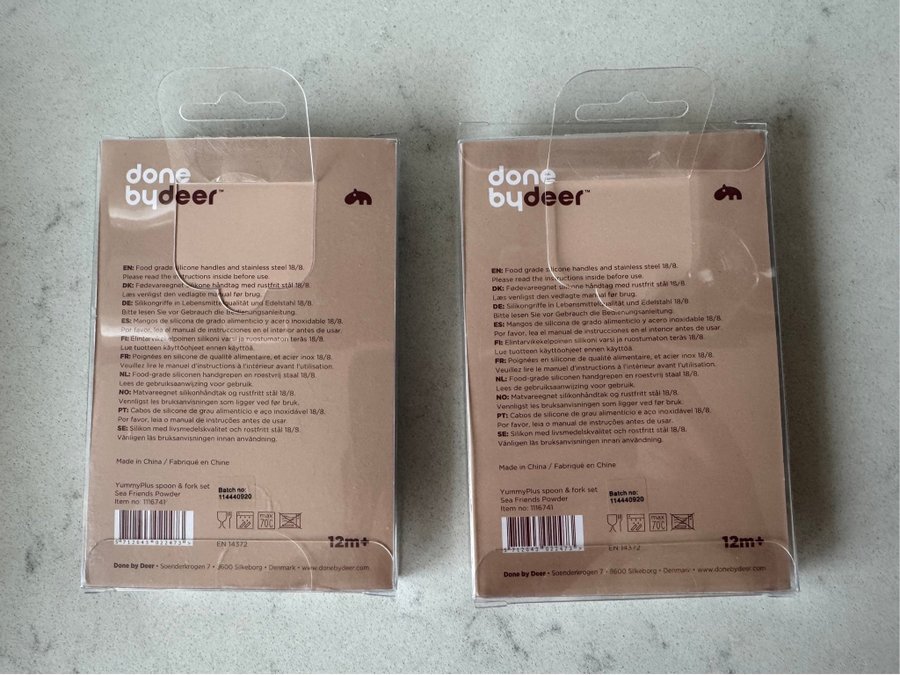 done
bydeer™
EN: Food grade silicone handles and stainless steel 18/8.
Please read the instructions inside before use.
DK: Fødevareegnet silikone håndtag med rustfrit stål 18/8.
Læs venligst den vedlagte manual før brug.
DE: Silikongriffe in Lebensmittelqualität und Edelstahl 18/8.
Bitte lesen Sie vor Gebrauch die Bedienungsanleitung.
ES: Mangos de silicona de grado alimenticio y acero inoxidable 18/8.
Por favor, lea el manual de instrucciones en el interior antes de usar.
FI: Elintarvikekelpoinen silikoni varsi ja ruostumaton teräs 18/8.
Lue tuotteen käyttöohjeet ennen käyttöä.
FR: Poignées en silicone de qualité alimentaire, et acier inox 18/8.
Veuillez lire le manuel d'instructions à l'intérieur avant l'utilisation.
NL: Food-grade siliconen handgrepen en roestvrij staal 18/8.
Lees de gebruiksaanwijzing voor gebruik.
NO: Matvareegnet silikonhåndtak og rustfritt stål 18/8.
Vennligst les bruksanvisningen som ligger ved før bruk.
PT: Cabos de silicone de grau alimentício e aço inoxidável 18/8.
Por favor, leia o manual de instruções antes de usar
SE: Silikon med livsmedelskvalitet och rostfritt stål 18/8.
Vänligen läs bruksanvisningen innan användning.
Made in China / Fabriqué en Chine
YummyPlus spoon & fork set
Sea Friends Powder
Item no: 1116741
Batch no:
114440920
max
70C
5 712643 022473 >
EN 14372
12m+
Done by Deer • Sønderkrogen 7 • 8600 Silkeborg • Denmark • www.donebydeer.com
done
bydeer™
EN: Food grade silicone handles and stainless steel 18/8.
Please read the instructions inside before use.
DK: Fødevareegnet silikone håndtag med rustfrit stål 18/8.
Læs venligst den vedlagte manual før brug.
DE: Silikongriffe in Lebensmittelqualität und Edelstahl 18/8.
Bitte lesen Sie vor Gebrauch die Bedienungsanleitung.
ES: Mangos de silicona de grado alimenticio y acero inoxidable 18/8.
Por favor, lea el manual de instrucciones en el interior antes de usar.
FI: Elintarvikekelpoinen silikoni varsi ja ruostumaton teräs 18/8.
Lue tuotteen käyttöohjeet ennen käyttöä.
FR: Poignées en silicone de qualité alimentaire, et acier inox 18/8.
Veuillez lire le manuel d'instructions à l'intérieur avant l'utilisation.
NL: Food-grade siliconen handgrepen en roestvrij staal 18/8.
Lees de gebruiksaanwijzing voor gebruik.
NO: Matvareegnet silikonhåndtak og rustfritt stål 18/8.
Vennligst les bruksanvisningen som ligger ved før bruk.
PT: Cabos de silicone de grau alimentício e aço inoxidável 18/8.
Por favor, leia o manual de instruções antes de usar
SE: Silikon med livsmedelskvalitet och rostfritt stål 18/8.
Vänligen läs bruksanvisningen innan användning.
Made in China / Fabriqué en Chine
YummyPlus spoon & fork set
Sea Friends Powder
Item no: 1116741
Batch no:
114440920
max
70C
5 712643 022473 >
EN 14372
12m+
Done by Deer • Sønderkrogen 7 • 8600 Silkeborg • Denmark • www.donebydeer.com